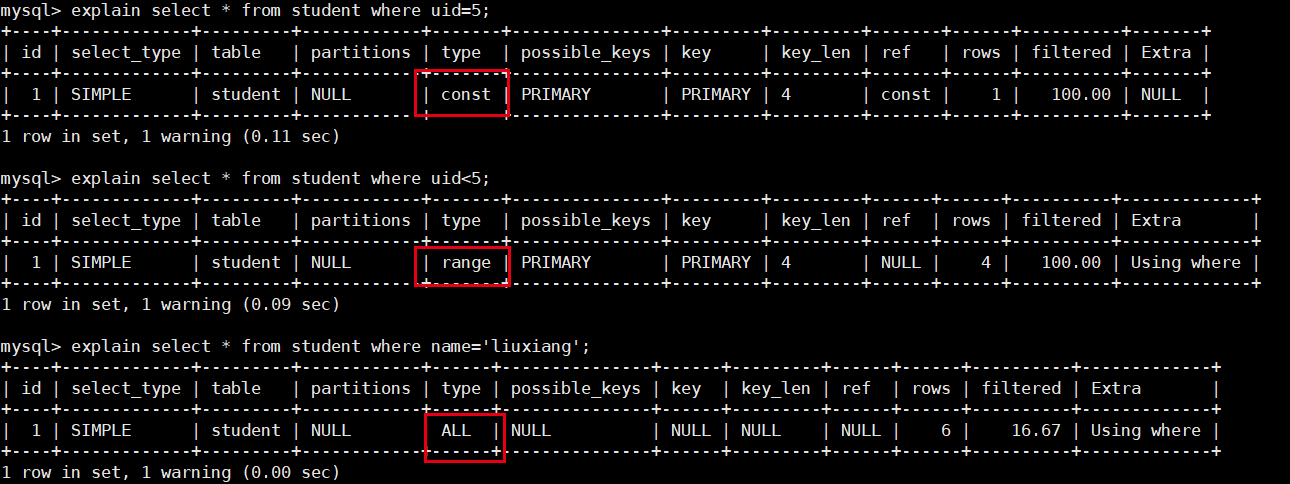 mysql> explain select * from student where uid=5;
+----+-------------+---------+------------+-------+---------------+---------+---------+-------+------+----------+-------+
| id | select_type | table   | partitions | type  | possible_keys | key     | key_len | ref   | rows | filtered | Extra |
+----+-------------+---------+------------+-------+---------------+---------+---------+-------+------+----------+-------+
|  1 | SIMPLE      | student | NULL       | const | PRIMARY       | PRIMARY | 4       | const |    1 |   100.00 | NULL  |
+----+-------------+---------+------------+-------+---------------+---------+---------+-------+------+----------+-------+
1 row in set, 1 warning (0.11 sec)
mysql> explain select * from student where uid<5;
+----+-------------+---------+------------+-------+---------------+---------+---------+------+------+----------+-------------+
| id | select_type | table   | partitions | type  | possible_keys | key     | key_len | ref  | rows | filtered | Extra       |
+----+-------------+---------+------------+-------+---------------+---------+---------+------+------+----------+-------------+
|  1 | SIMPLE      | student | NULL       | range | PRIMARY       | PRIMARY | 4       | NULL |    4 |   100.00 | Using where |
+----+-------------+---------+------------+-------+---------------+---------+---------+------+------+----------+-------------+
1 row in set, 1 warning (0.09 sec)
mysql> explain select * from student where name='liuxiang';
+----+-------------+---------+------------+------+---------------+------+---------+------+------+----------+-------------+
| id | select_type | table   | partitions | type | possible_keys | key  | key_len | ref  | rows | filtered | Extra       |
+----+-------------+---------+------------+------+---------------+------+---------+------+------+----------+-------------+
|  1 | SIMPLE      | student | NULL       | ALL  | NULL          | NULL | NULL    | NULL |    6 |    16.67 | Using where |
+----+-------------+---------+------------+------+---------------+------+---------+------+------+----------+-------------+
1 row in set, 1 warning (0.00 sec)